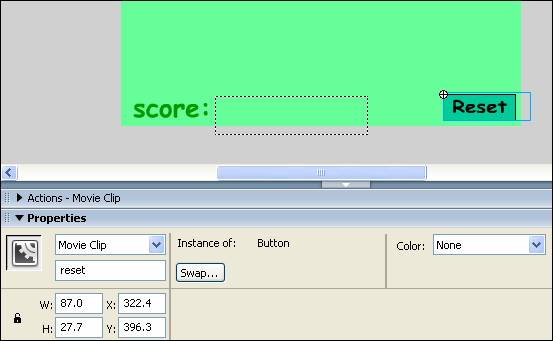 score:
Reset
Actions - Movie Clip
Properties
Movie Clip Instance of: Button Color: None
reset Swap...
W: 87.0 X: 322.4
H: 27.7 Y: 396.3